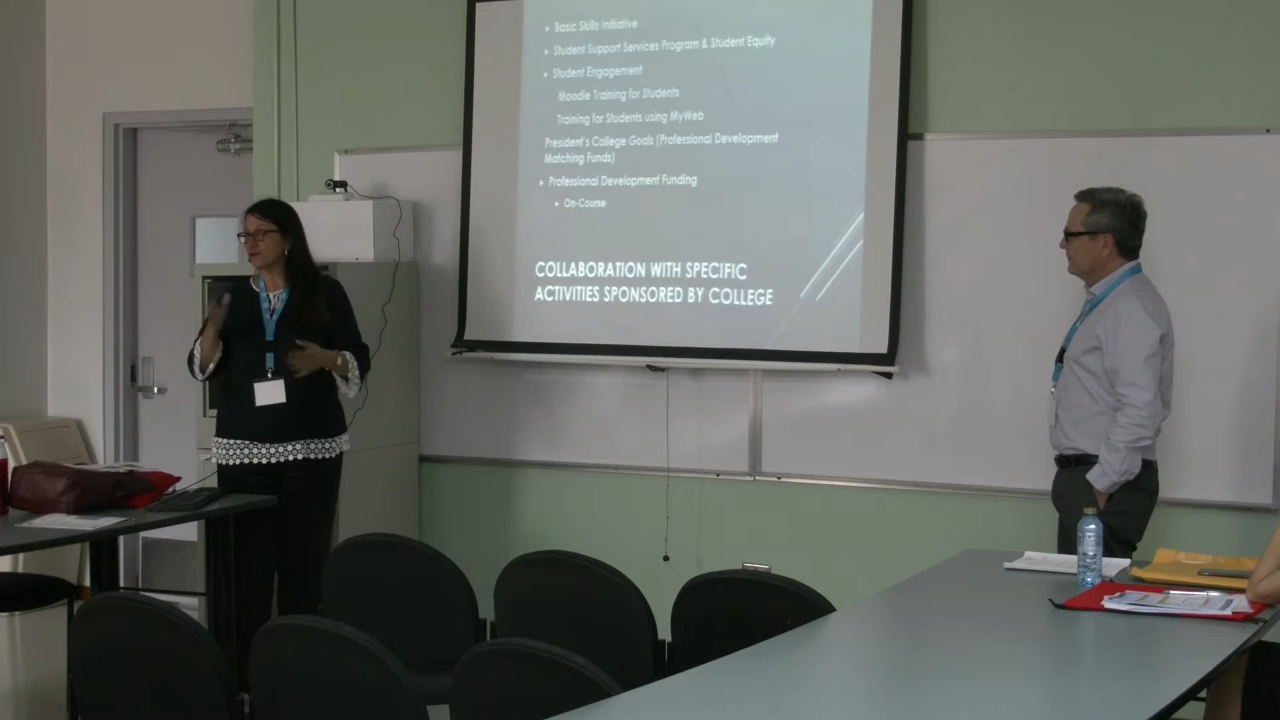 Basic Skills Initiative
Student Support Services Program & Student Equity
Student Engagement
Moodle Training for Students
Training for Students using MyWeb
President's College Goals (Professional Development
Matching Funds)
Professional Development Funding
On-Course
COLLABORATION WITH SPECIFIC
ACTIVITIES SPONSORED BY COLLEGE